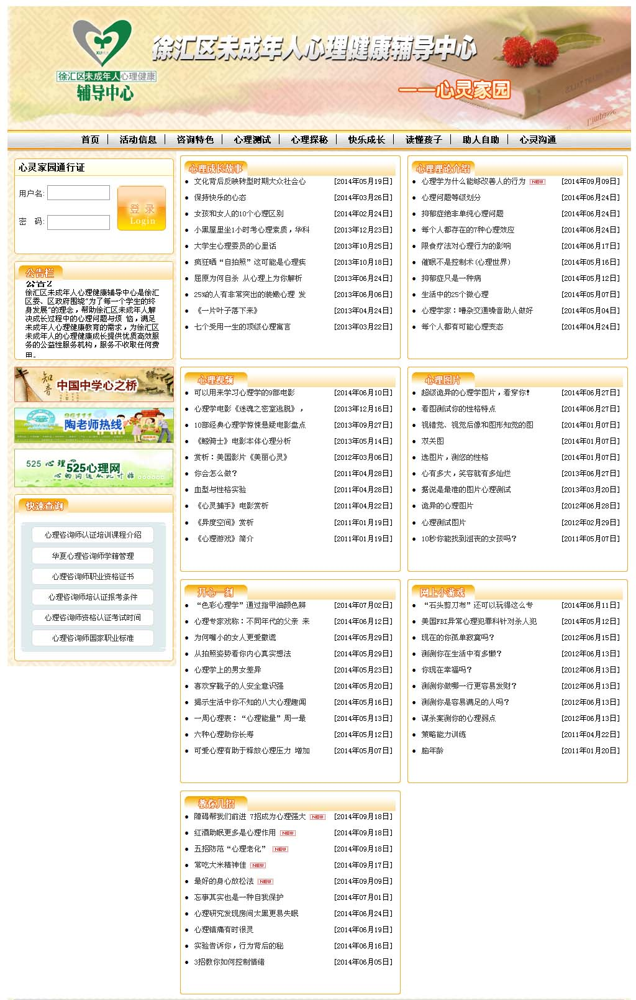 徐汇区未成年人心理健康辅导中心
——心灵家园
XUHUI
徐汇区未成年人心理健康
辅导中心
首页 | 活动信息 | 咨询特色 | 心理测试 | 心理探秘 | 快乐成长 | 读懂孩子 | 助人自助 | 心灵沟通
心灵家园通行证
用户名:
密 码:
登 录
Login
公告栏
公告2
徐汇区未成年人心理健康辅导中心是徐汇
区委、区政府围绕“为了每一个学生的终
身发展”的理念，帮助徐汇区未成年人解
决成长过程中的心理问题与烦 恼，满足
未成年人心理健康教育的需求，为徐汇区
未成年人的心理健康成长提供优质高效服
务的公益性服务机构，服务不收取任何费
用。
知音
中国中学心之桥
96111
陶老师热线
525 心理
525心理网
心的问题从此开始......
快速查询
心理咨询师认证培训课程介绍
华夏心理咨询师学籍管理
心理咨询师职业资格证书
心理咨询师培认证报考条件
心理咨询师资格认证考试时间
心理咨询师国家职业标准
心理成长故事
文化背后反映转型时期大众社会心 [2014年05月19日]
保持快乐的心态 [2014年03月26日]
女孩和女人的10个心理区别 [2014年02月24日]
小黑屋里坐1小时考心理素质，华科 [2013年12月23日]
大学生心理委员的心里话 [2013年10月25日]
疯狂晒“自拍照”这可能是心理疾 [2013年10月18日]
屈原为何自杀 从心理上为你解析 [2013年06月24日]
25%的人有非常突出的装嫩心理 发 [2013年06月06日]
《一片叶子落下来》 [2013年04月24日]
七个受用一生的顶级心理寓言 [2013年03月22日]
心理理论介绍
心理学为什么能够改善人的行为 NEW [2014年09月09日]
心理问题等级划分 [2014年06月24日]
抑郁症绝非单纯心理问题 [2014年06月24日]
每个人都存在的7种心理效应 [2014年06月24日]
限食疗法对心理行为的影响 [2014年06月17日]
催眠不是控制术(心理世界) [2014年05月16日]
抑郁症只是一种病 [2014年05月12日]
生活中的25个微心理 [2014年05月07日]
心理学家：嘈杂交通噪音助人做好 [2014年05月04日]
每个人都有可能心理变态 [2014年04月24日]
心理视频
可以用来学习心理学的9部电影 [2014年06月10日]
心理学电影《迷魂之密室逃脱》， [2013年12月16日]
10部经典心理学惊悚悬疑电影盘点 [2013年09月27日]
《鲸骑士》电影本体心理分析 [2013年05月14日]
赏析：美国影片《美丽心灵》 [2012年03月06日]
你会怎么做? [2011年04月28日]
血型与性格实验 [2011年04月28日]
《心灵捕手》电影赏析 [2011年04月22日]
《异度空间》赏析 [2011年01月19日]
《心理游戏》简介 [2011年01月19日]
心理图片
超级诡异的心理学图片，看穿你! [2014年06月27日]
看图测试你的性格特点 [2014年06月27日]
视错觉、视觉后像和图形知觉的图 [2014年01月07日]
双关图 [2014年01月07日]
选图片，测您的性格 [2014年01月07日]
心有多大，笑容就有多灿烂 [2013年06月27日]
据说是最准的图片心理测试 [2013年03月20日]
诡异的心理图片 [2012年06月28日]
心理测试图片 [2012年02月29日]
10秒你能找到沮丧的女孩吗? [2011年05月07日]
开心一刻
“色彩心理学”通过指甲油颜色辨 [2014年07月02日]
心理专家戏称：不同年代的父亲 来 [2014年06月12日]
为何嘴小的女人更爱撒谎 [2014年05月29日]
从拍照姿势看你内心真实想法 [2014年05月29日]
心理学上的男女差异 [2014年05月23日]
喜欢穿靴子的人安全意识强 [2014年05月20日]
揭示生活中你不知的八大心理趣闻 [2014年05月16日]
一周心理表：“心理能量”周一最 [2014年05月13日]
六种心理助你长寿 [2014年05月12日]
可爱心理有助于释放心理压力 增加 [2014年05月07日]
网上小游戏
“石头剪刀布”还可以玩得这么专 [2014年06月11日]
美国FBI异常心理犯罪科针对杀人犯 [2014年05月12日]
现在的你孤单寂寞吗? [2012年06月15日]
测测你在生活中有多懒? [2012年06月13日]
你现在幸福吗? [2012年06月13日]
测测你做哪一行更容易发财? [2012年06月13日]
测测你是容易满足的人吗? [2012年06月13日]
谋杀案测你的心理弱点 [2012年06月13日]
策略能力训练 [2011年04月22日]
脑年龄 [2011年01月20日]
教你几招
障碍帮我们前进 7招成为心理强大 NEW [2014年09月18日]
红酒助眠更多是心理作用 NEW [2014年09月18日]
五招防范“心理老化” NEW [2014年09月18日]
常吃大米精神佳 NEW [2014年09月17日]
最好的身心放松法 NEW [2014年09月09日]
忘事其实也是一种自我保护 [2014年07月01日]
心理研究发现房间太黑更易失眠 [2014年06月24日]
心理镇痛有时很灵 [2014年06月19日]
实验告诉你，行为背后的秘 [2014年06月16日]
3招教你如何控制情绪 [2014年06月05日]